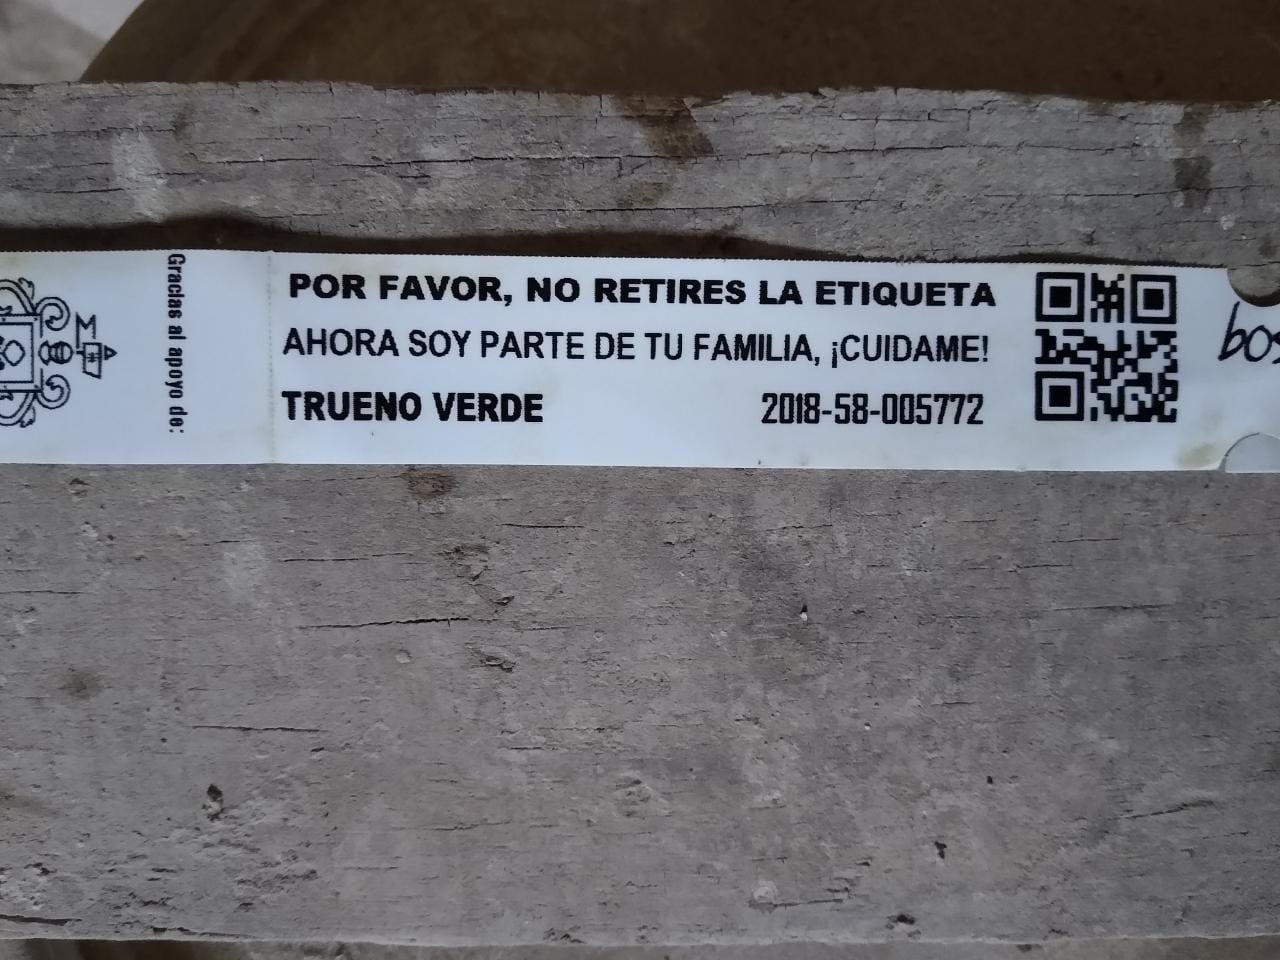 Gracias al apoyo de:
POR FAVOR, NO RETIRES LA ETIQUETA
AHORA SOY PARTE DE TU FAMILIA, ¡CUIDAME!
TRUENO VERDE
2018-58-005772